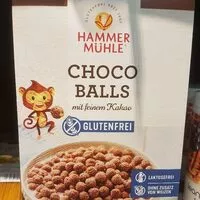 HAMMER
MÜHLE
CHOCO
BALLS
mit feinem Kakao
GLUTENFREI
LAKTOSEFREI
OHNE ZUSATZ
VON WEIZEN